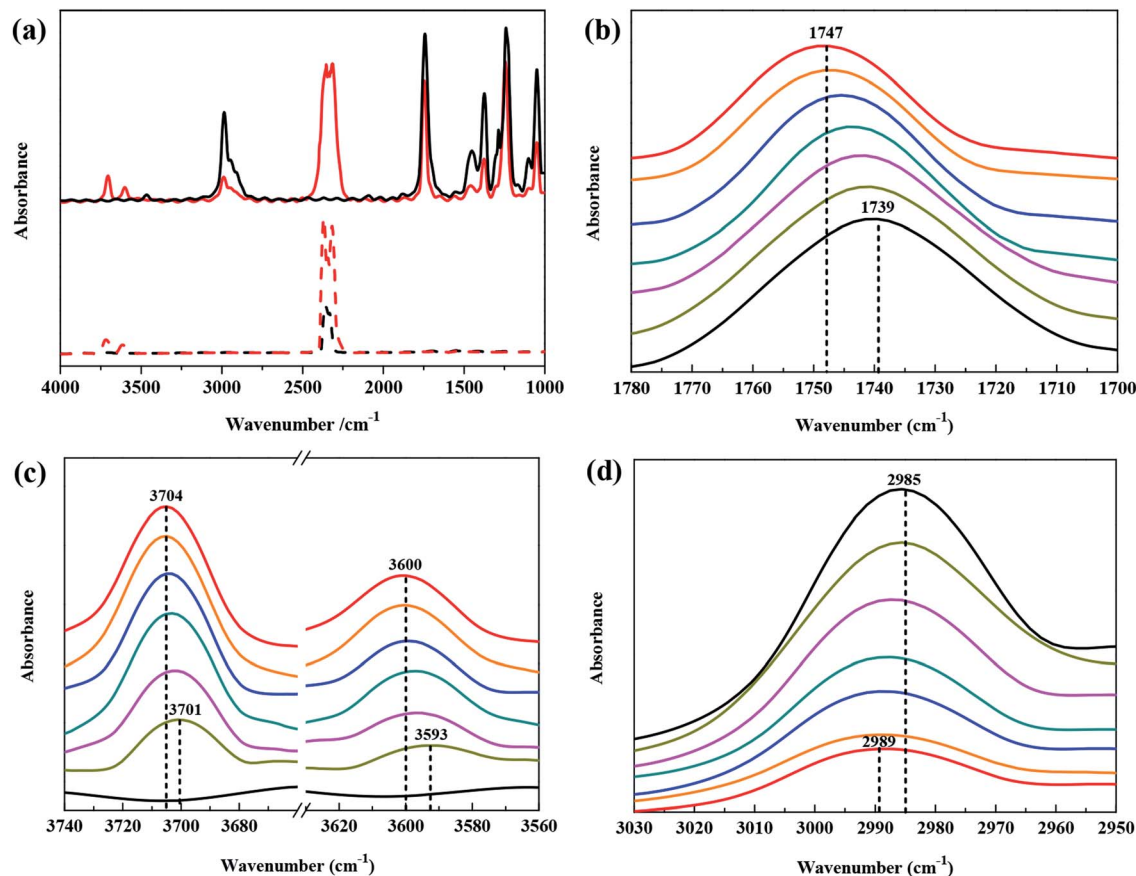 (a)
Absorbance
4000 3500 3000 2500 2000 1500 1000
Wavenumber /cm-1
(b)
1747
1739
Absorbance
1780 1770 1760 1750 1740 1730 1720 1710 1700
Wavenumber (cm-1)
(c)
3704
3701
3600
3593
Absorbance
3740 3720 3700 3680 3620 3600 3580 3560
Wavenumber (cm-1)
(d)
2985
2989
Absorbance
3030 3020 3010 3000 2990 2980 2970 2960 2950
Wavenumber (cm-1)